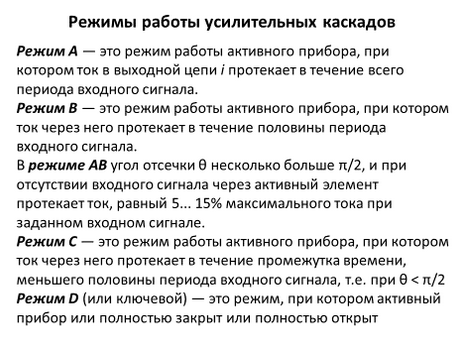 Режимы работы усилительных каскадов
Режим А — это режим работы активного прибора, при
котором ток в выходной цепи i протекает в течение всего
периода входного сигнала.
Режим В — это режим работы активного прибора, при котором
ток через него протекает в течение половины периода
входного сигнала.
В режиме АВ угол отсечки θ несколько больше π/2, и при
отсутствии входного сигнала через активный элемент
протекает ток, равный 5... 15% максимального тока при
заданном входном сигнале.
Режим С — это режим работы активного прибора, при котором
ток через него протекает в течение промежутка времени,
меньшего половины периода входного сигнала, т.е. при θ < π/2
Режим D (или ключевой) — это режим, при котором активный
прибор или полностью закрыт или полностью открыт